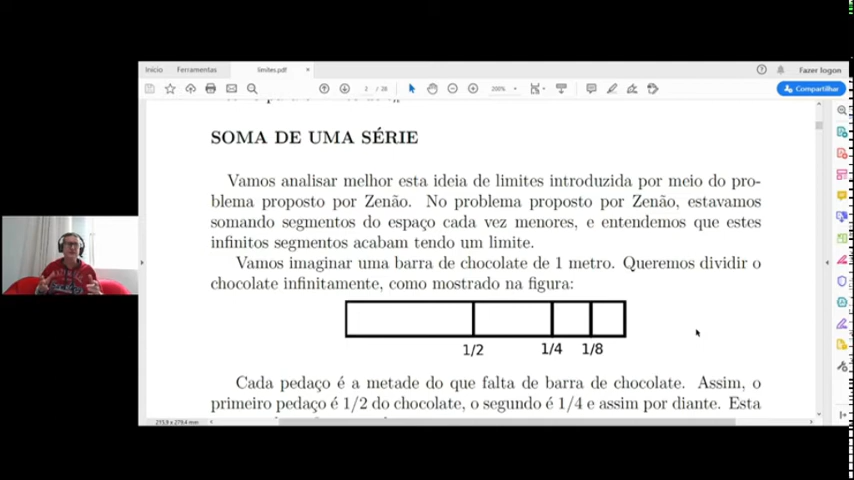 Início Ferramentas limites.pdf × Fazer logon
2 / 28 200% Compartilhar
SOMA DE UMA SÉRIE
Vamos analisar melhor esta ideia de limites introduzida por meio do pro-
blema proposto por Zenão. No problema proposto por Zenão, estavamos
somando segmentos do espaço cada vez menores, e entendemos que estes
infinitos segmentos acabam tendo um limite.
Vamos imaginar uma barra de chocolate de 1 metro. Queremos dividir o
chocolate infinitamente, como mostrado na figura:
1/2 1/4 1/8
Cada pedaço é a metade do que falta de barra de chocolate. Assim, o
primeiro pedaço é 1/2 do chocolate, o segundo é 1/4 e assim por diante. Esta
215,9 x 279,4 mm